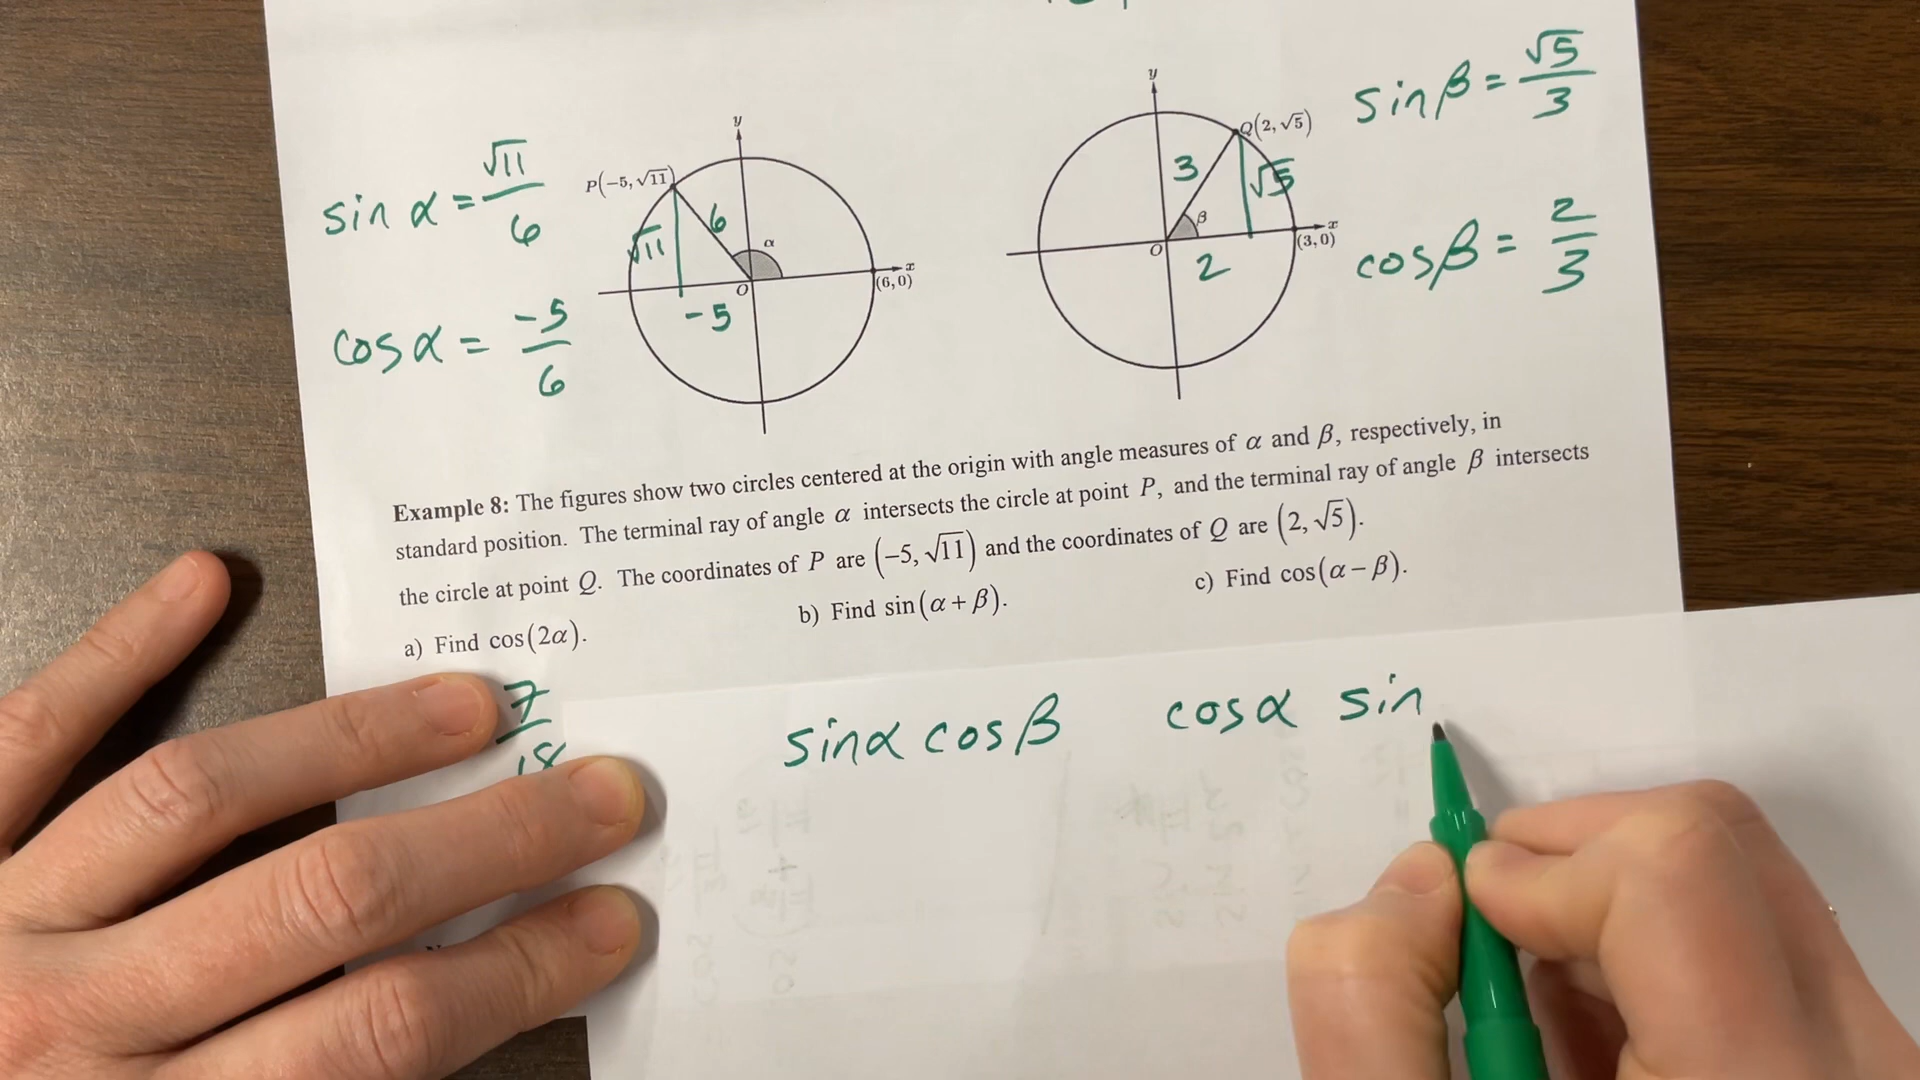 sin α = √11 / 6
cos α = -5 / 6
y
P(−5, √11)
6
√11
α
x
O
(6, 0)
-5
y
Q(2, √5)
3
√5
β
x
O
(3, 0)
2
sin β = √5 / 3
cos β = 2 / 3
Example 8: The figures show two circles centered at the origin with angle measures of α and β, respectively, in
standard position. The terminal ray of angle α intersects the circle at point P, and the terminal ray of angle β intersects
the circle at point Q. The coordinates of P are (−5, √11) and the coordinates of Q are (2, √5).
a) Find cos(2α). b) Find sin(α + β). c) Find cos(α − β).
7 / 18
sin α cos β cos α sin